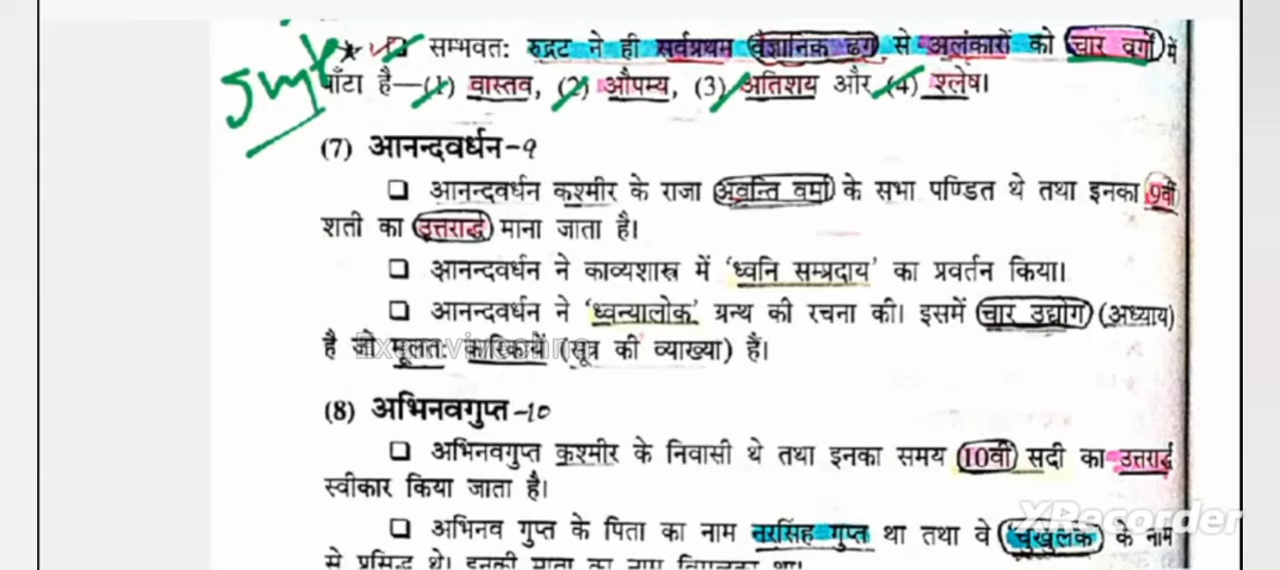 ★ ❑ सम्भवत: रुद्रट ने ही सर्वप्रथम वैज्ञानिक ढंग से अलंकारों को चार वर्गों में
बाँटा है—(1) वास्तव, (2) औपम्य, (3) अतिशय और (4) श्लेष।
(7) आनन्दवर्धन-9
❑ आनन्दवर्धन कश्मीर के राजा अवन्ति वर्मा के सभा पण्डित थे तथा इनका 9वीं
शती का उत्तरार्द्ध माना जाता है।
❑ आनन्दवर्धन ने काव्यशास्त्र में 'ध्वनि सम्प्रदाय' का प्रवर्तन किया।
❑ आनन्दवर्धन ने 'ध्वन्यालोक' ग्रन्थ की रचना की। इसमें चार उद्योग (अध्याय)
है जो मूलत: कारिकायें (सूत्र की व्याख्या) हैं।
(8) अभिनवगुप्त-10
❑ अभिनवगुप्त कश्मीर के निवासी थे तथा इनका समय 10वीं सदी का उत्तरार्द्ध
स्वीकार किया जाता है।
❑ अभिनव गुप्त के पिता का नाम नरसिंह गुप्त था तथा वे 'चुखुलक' के नाम
से प्रसिद्ध थे। इनकी माता का नाम विमलका था।
XRecorder